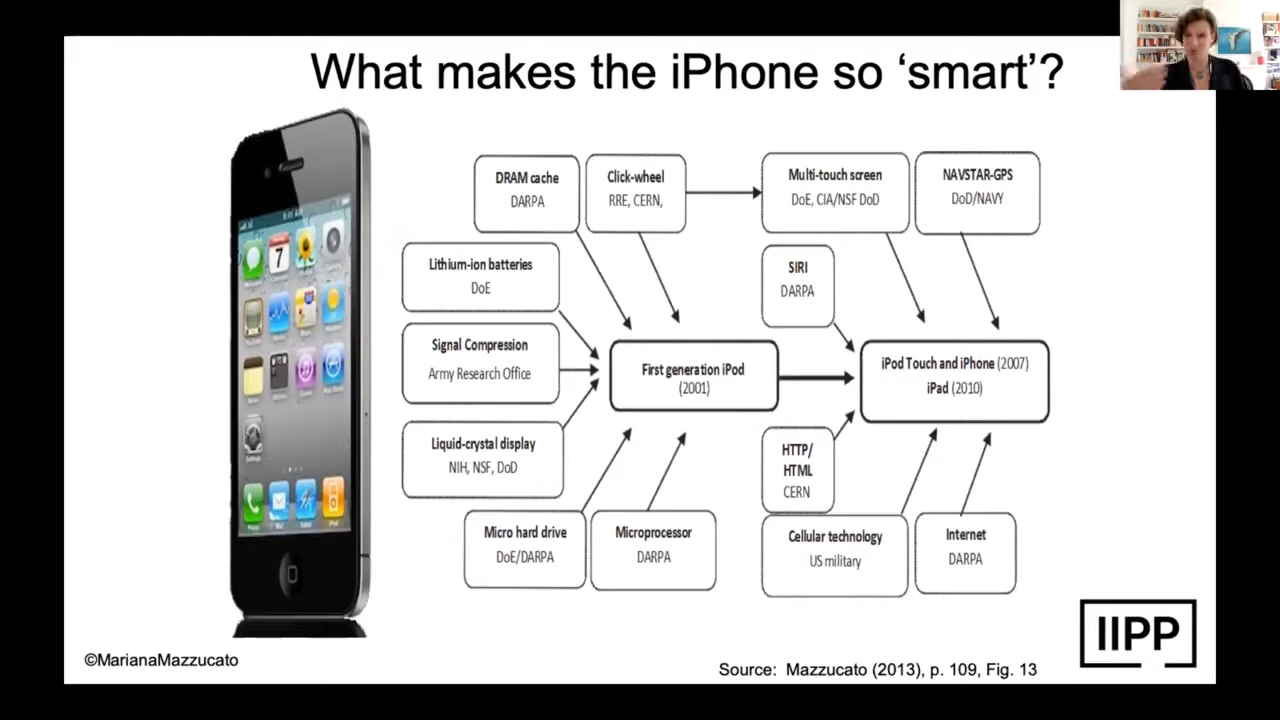 What makes the iPhone so ‘smart’?
DRAM cache
DARPA
Click-wheel
RRE, CERN,
Multi-touch screen
DoE, CIA/NSF DoD
NAVSTAR-GPS
DoD/NAVY
Lithium-ion batteries
DoE
SIRI
DARPA
Signal Compression
Army Research Office
First generation iPod
(2001)
iPod Touch and iPhone (2007)
iPad (2010)
Liquid-crystal display
NIH, NSF, DoD
HTTP/
HTML
CERN
Micro hard drive
DoE/DARPA
Microprocessor
DARPA
Cellular technology
US military
Internet
DARPA
7
IIPP
©MarianaMazzucato
Source: Mazzucato (2013), p. 109, Fig. 13